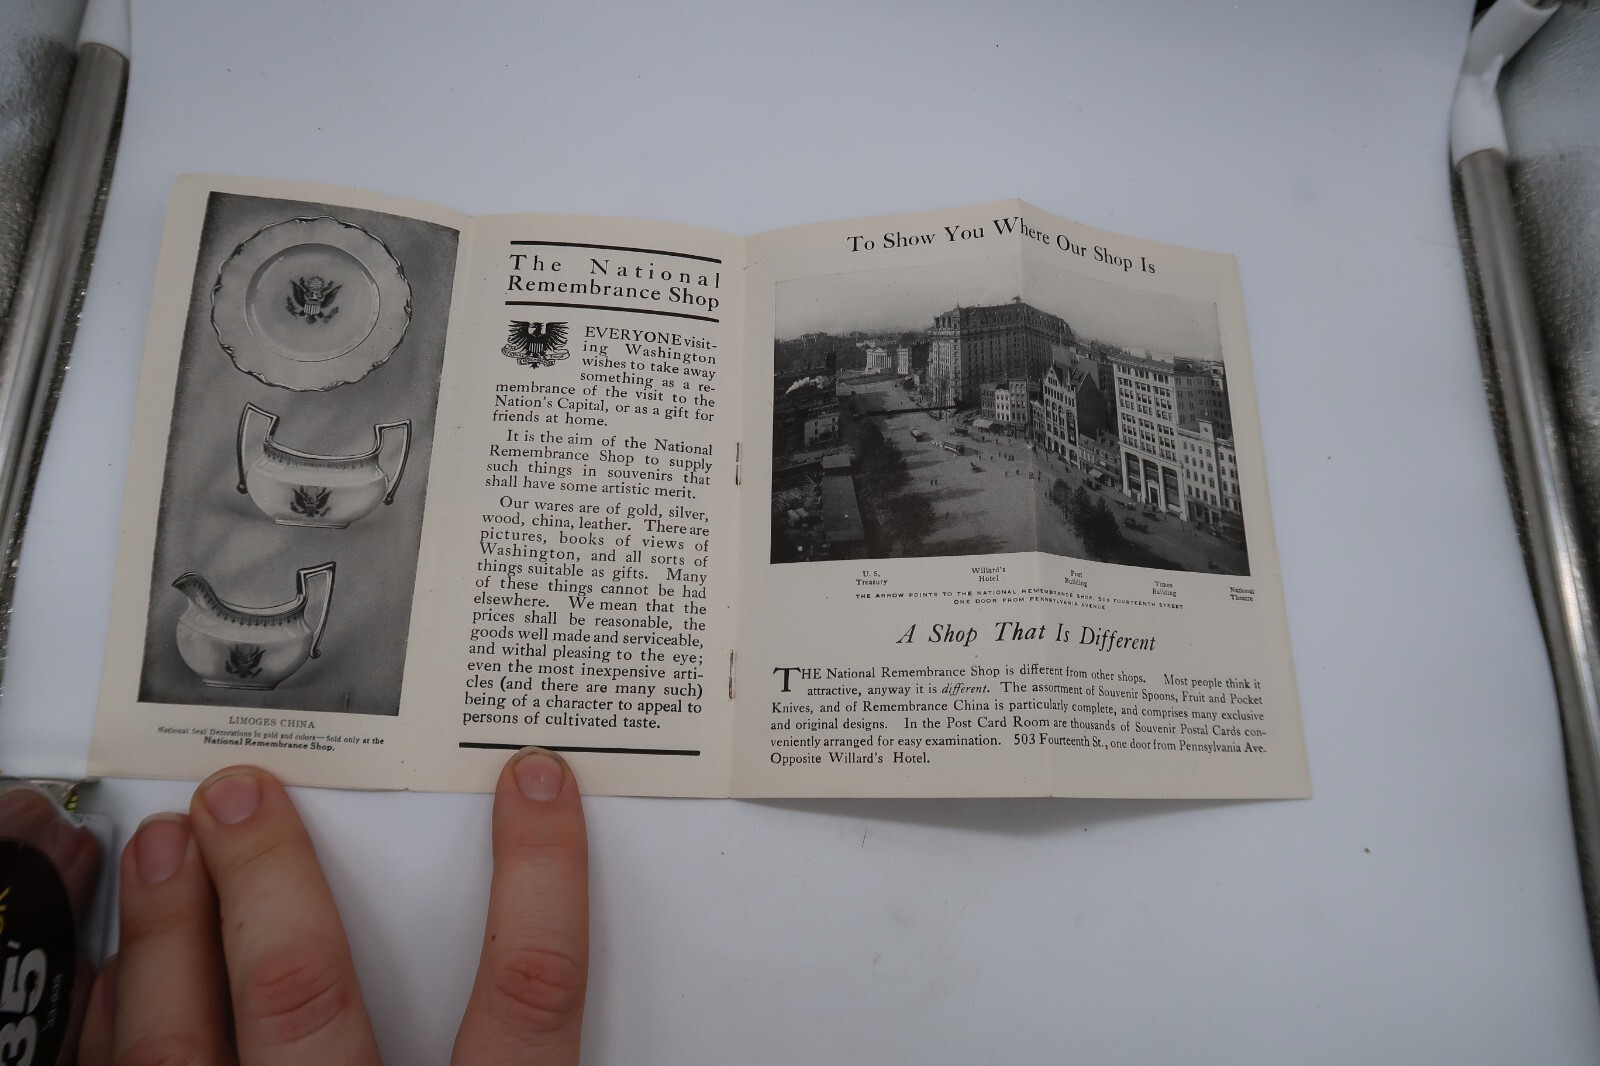 LIMOGES CHINA
National Seal Decorations in gold and colors—Sold only at the
National Remembrance Shop.
The National
Remembrance Shop
EVERYONE visit-
ing Washington
wishes to take away
something as a re-
membrance of the visit to the
Nation's Capital, or as a gift for
friends at home.
It is the aim of the National
Remembrance Shop to supply
such things in souvenirs that
shall have some artistic merit.
Our wares are of gold, silver,
wood, china, leather. There are
pictures, books of views of
Washington, and all sorts of
things suitable as gifts. Many
of these things cannot be had
elsewhere. We mean that the
prices shall be reasonable, the
goods well made and serviceable,
and withal pleasing to the eye;
even the most inexpensive arti-
cles (and there are many such)
being of a character to appeal to
persons of cultivated taste.
To Show You Where Our Shop Is
U. S.
Treasury
Willard's
Hotel
Post
Building
Times
Building
National
Theatre
THE ARROW POINTS TO THE NATIONAL REMEMBRANCE SHOP, 503 FOURTEENTH STREET
ONE DOOR FROM PENNSYLVANIA AVENUE
A Shop That Is Different
THE National Remembrance Shop is different from other shops. Most people think it
attractive, anyway it is different. The assortment of Souvenir Spoons, Fruit and Pocket
Knives, and of Remembrance China is particularly complete, and comprises many exclusive
and original designs. In the Post Card Room are thousands of Souvenir Postal Cards con-
veniently arranged for easy examination. 503 Fourteenth St., one door from Pennsylvania Ave.
Opposite Willard's Hotel.
35'